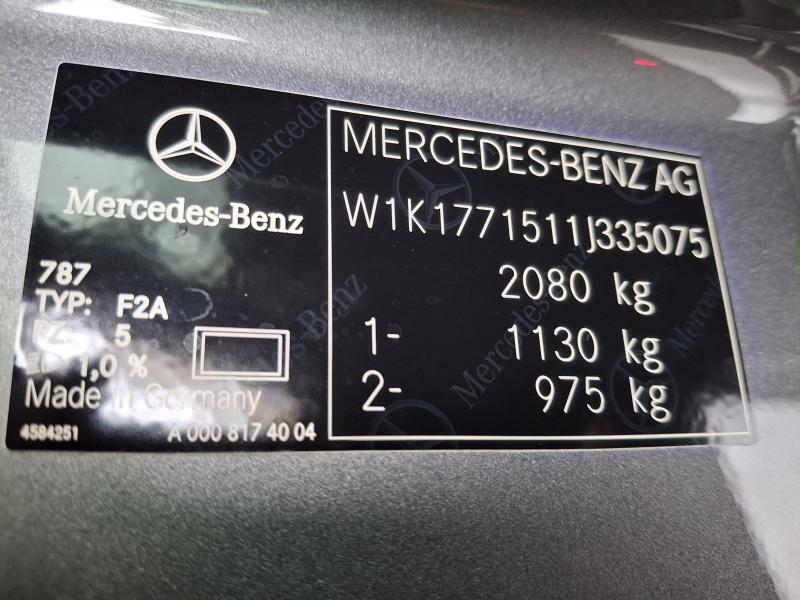 Mercedes-Benz
787
TYP: F2A
PZ: 5
1,0 %
Made in Germany
4584251 A 000 817 40 04
MERCEDES-BENZ AG
W1K1771511J335075
2080 kg
1- 1130 kg
2- 975 kg